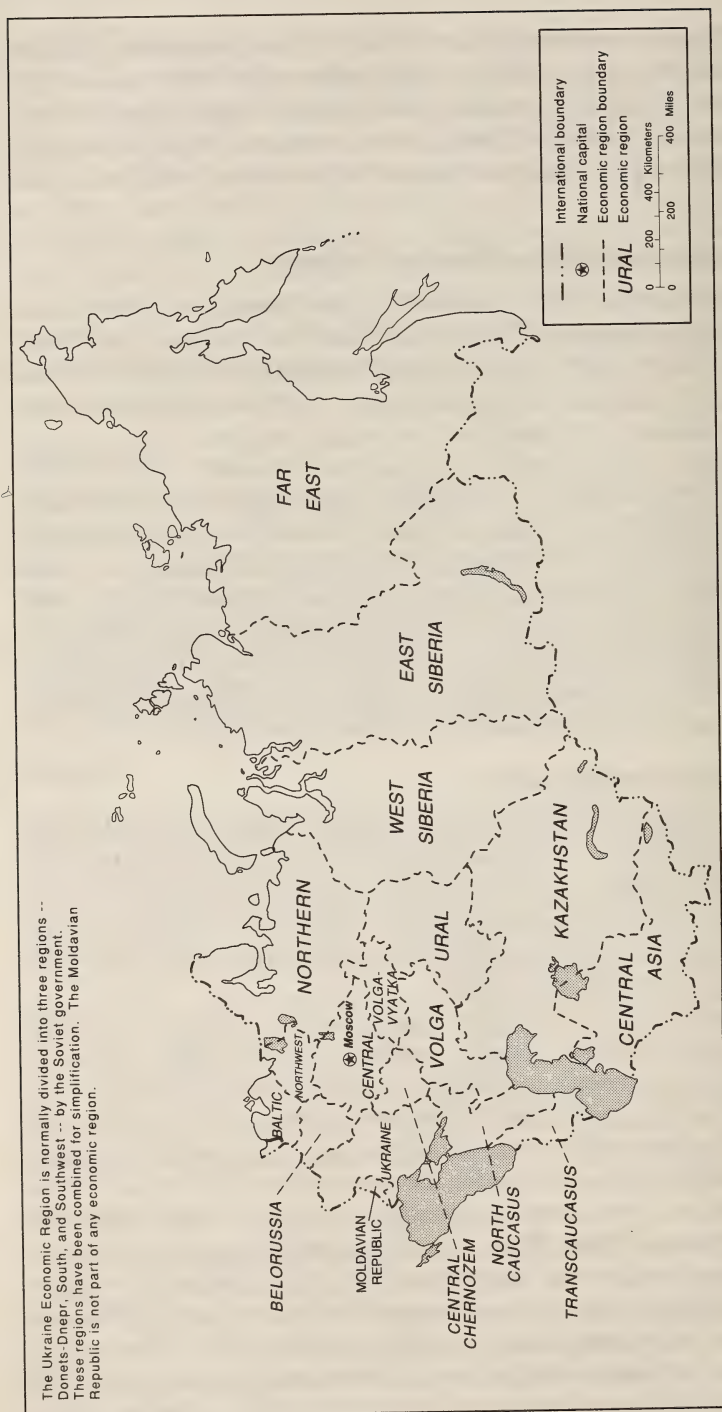 The Ukraine Economic Region is normally divided into three regions --
Donets-Dnepr, South, and Southwest -- by the Soviet government.
These regions have been combined for simplification. The Moldavian
Republic is not part of any economic region.
FAR
EAST
EAST
SIBERIA
WEST
SIBERIA
NORTHERN
URAL
KAZAKHSTAN
CENTRAL
ASIA
VOLGA-
VYATKA
VOLGA
Moscow
CENTRAL
NORTHWEST
BALTIC
UKRAINE
BELORUSSIA
MOLDAVIAN
REPUBLIC
CENTRAL
CHERNOZEM
NORTH
CAUCASUS
TRANSCAUCASUS
International boundary
National capital
Economic region boundary
URAL Economic region
0 200 400 Kilometers
0 200 400 Miles